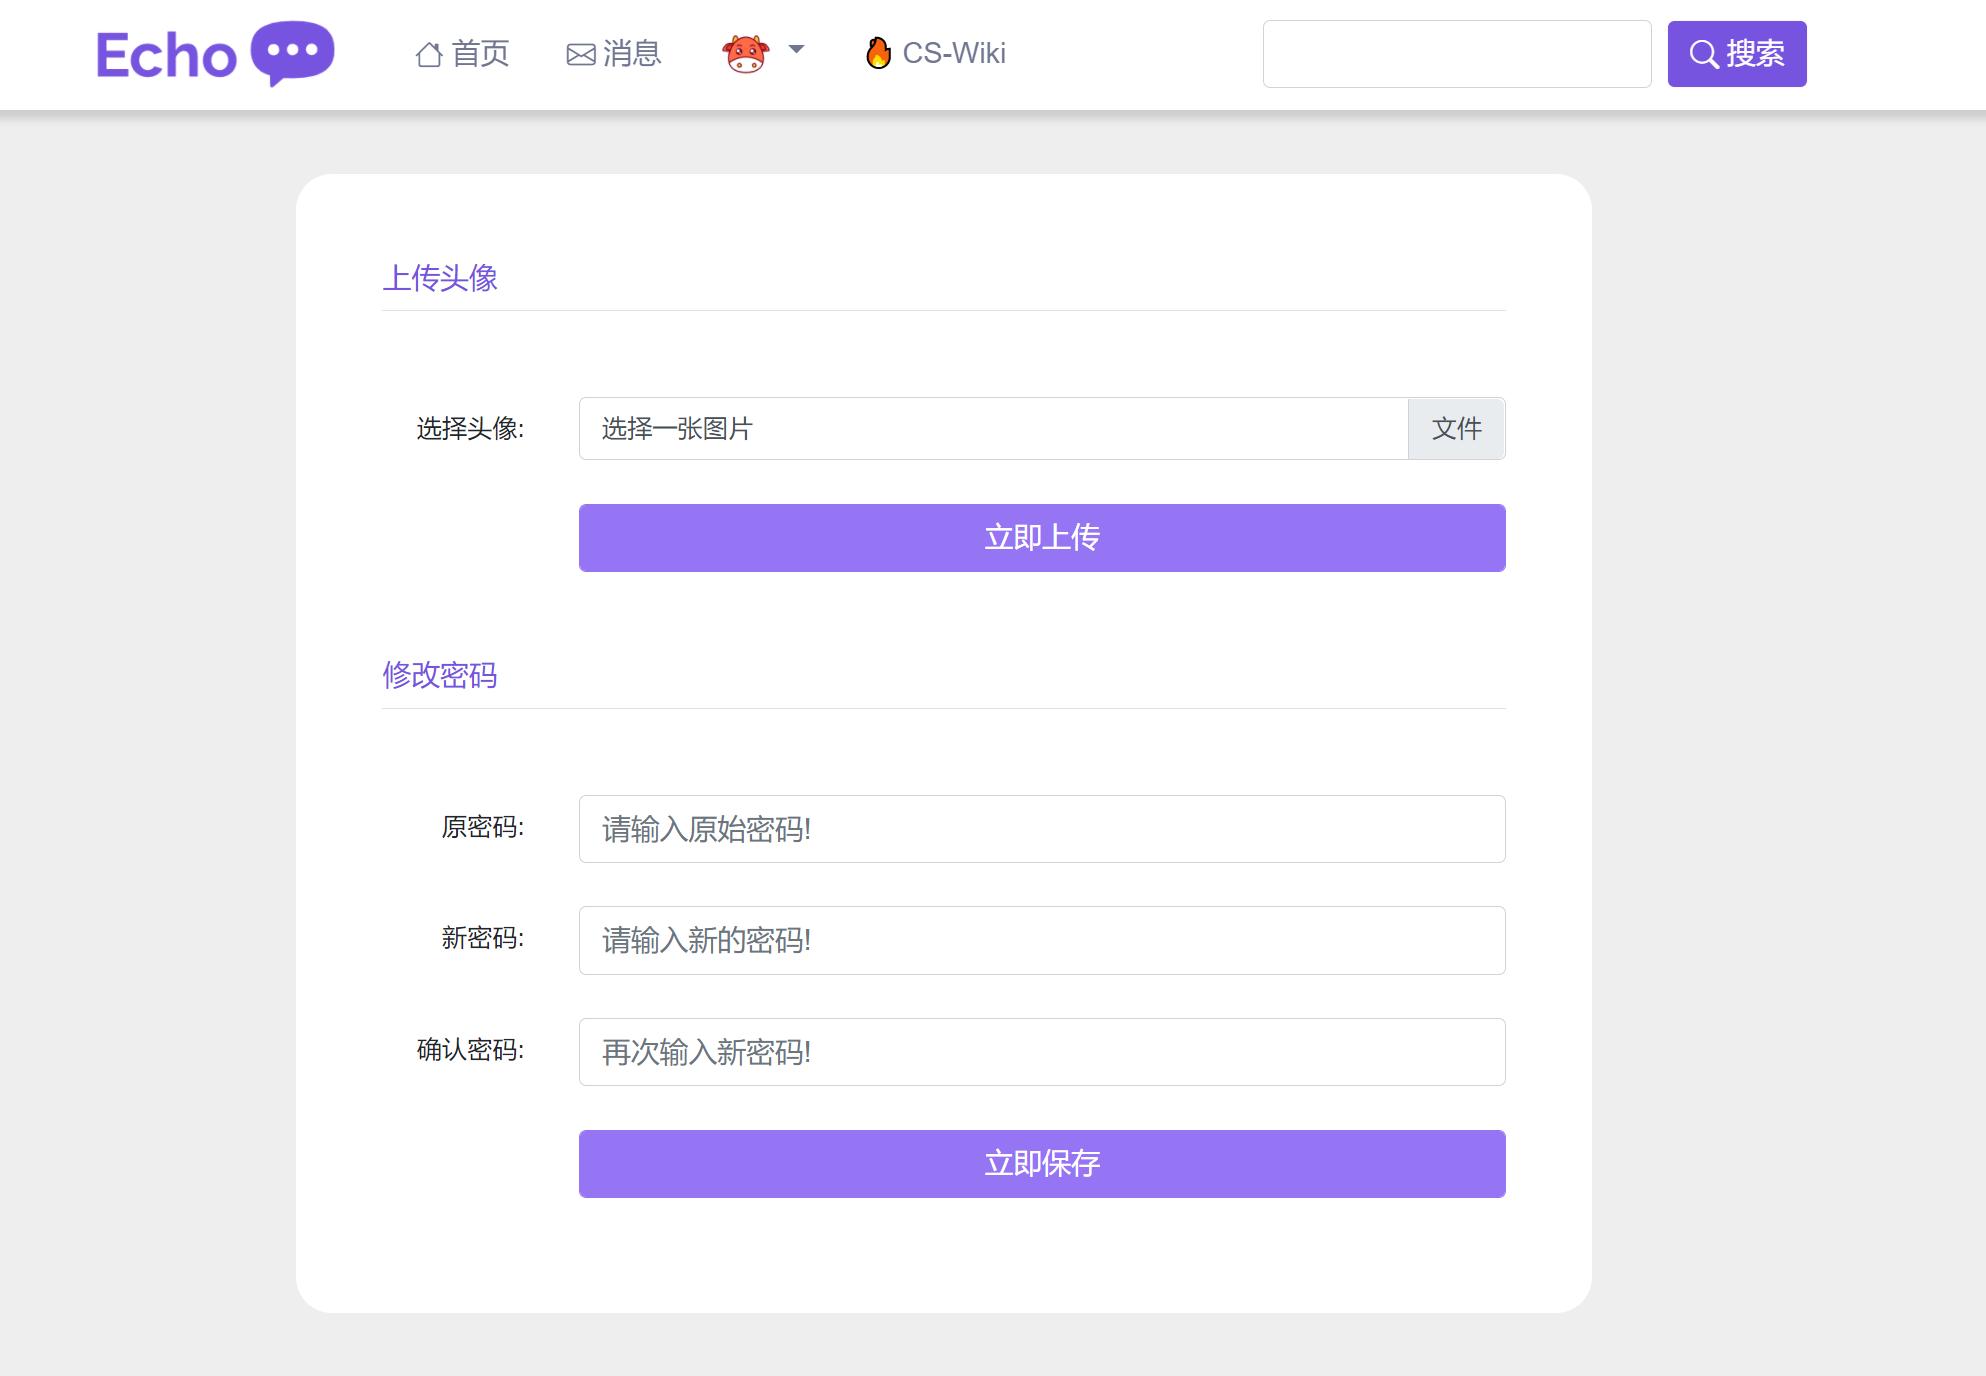 Echo 首页 消息 CS-Wiki 搜索
上传头像
选择头像: 选择一张图片 文件
立即上传
修改密码
原密码: 请输入原始密码!
新密码: 请输入新的密码!
确认密码: 再次输入新密码!
立即保存